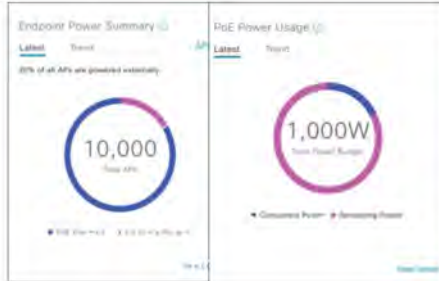 Endpoint Power Summary
Latest Trend
20% of all APs are powered externally.
10,000
Total APs
PoE Power Usage
Latest Trend
1,000W
Total Power Budget
Consumed Power Remaining Power